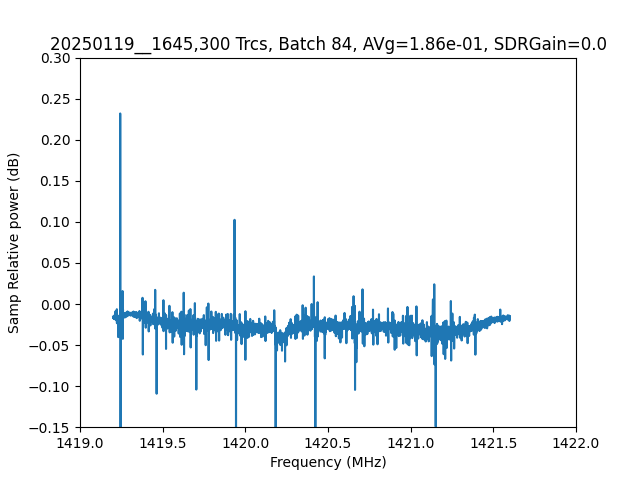 20250119__1645,300 Trcs, Batch 84, AVg=1.86e-01, SDRGain=0.0
0.30
0.25
0.20
0.15
0.10
0.05
0.00
−0.05
−0.10
−0.15
Samp Relative power (dB)
1419.0 1419.5 1420.0 1420.5 1421.0 1421.5 1422.0
Frequency (MHz)